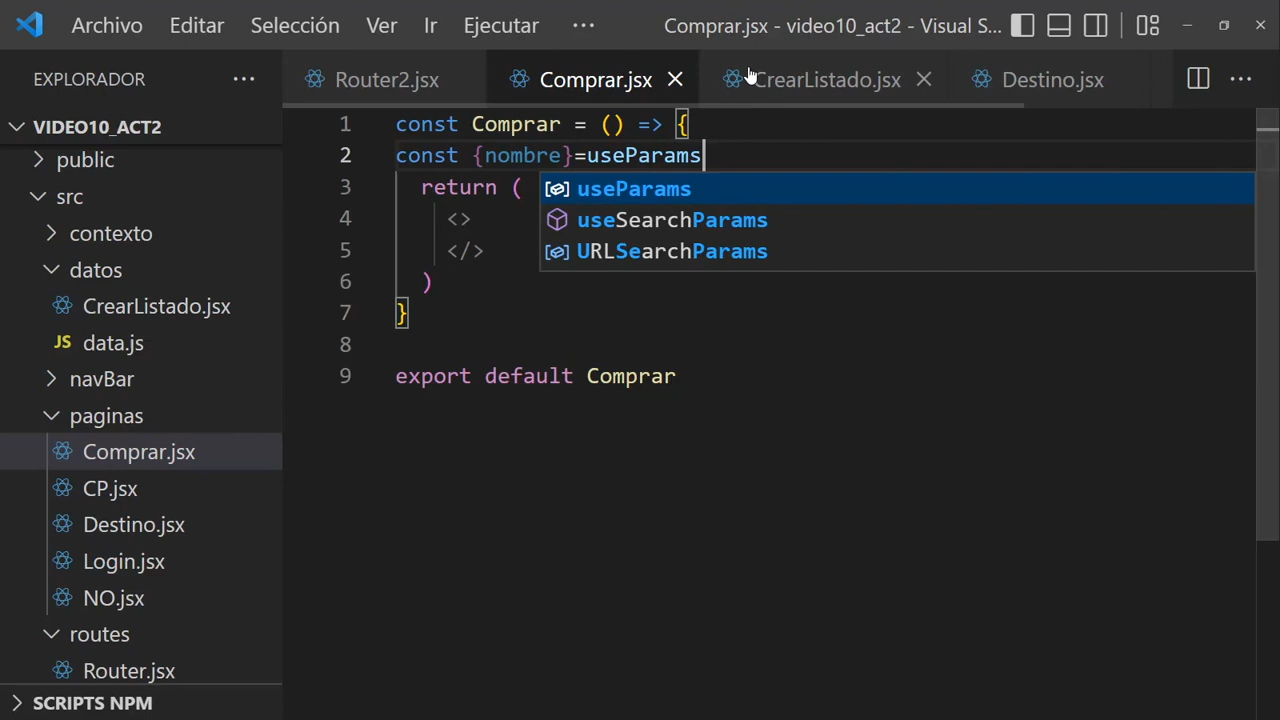 Archivo Editar Selección Ver Ir Ejecutar ··· Comprar.jsx - video10_act2 - Visual S...
EXPLORADOR ···
Router2.jsx Comprar.jsx CrearListado.jsx Destino.jsx ···
VIDEO10_ACT2
public
src
contexto
datos
CrearListado.jsx
JS data.js
navBar
paginas
Comprar.jsx
CP.jsx
Destino.jsx
Login.jsx
NO.jsx
routes
Router.jsx
SCRIPTS NPM
1 const Comprar = () => {
2 const {nombre}=useParams
3 return (
4 <>
5 </>
6 )
7 }
8
9 export default Comprar
useParams
useSearchParams
URLSearchParams